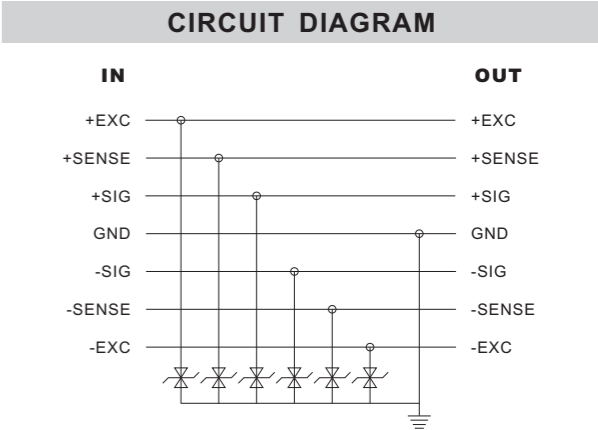 CIRCUIT DIAGRAM
IN OUT
+EXC +EXC
+SENSE +SENSE
+SIG +SIG
GND GND
-SIG -SIG
-SENSE -SENSE
-EXC -EXC